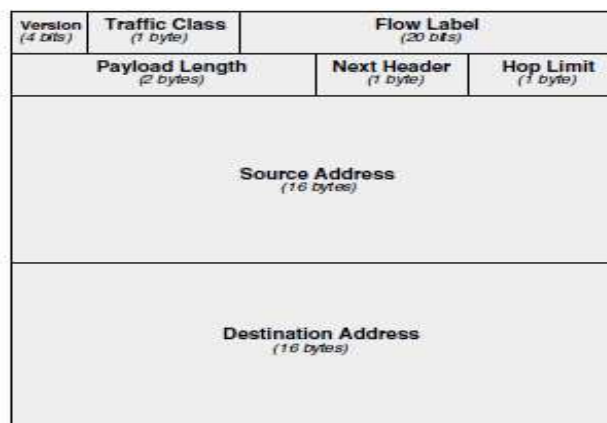 Version Traffic Class Flow Label
(4 bits) (1 byte) (20 bits)
Payload Length Next Header Hop Limit
(2 bytes) (1 byte) (1 byte)
Source Address
(16 bytes)
Destination Address
(16 bytes)